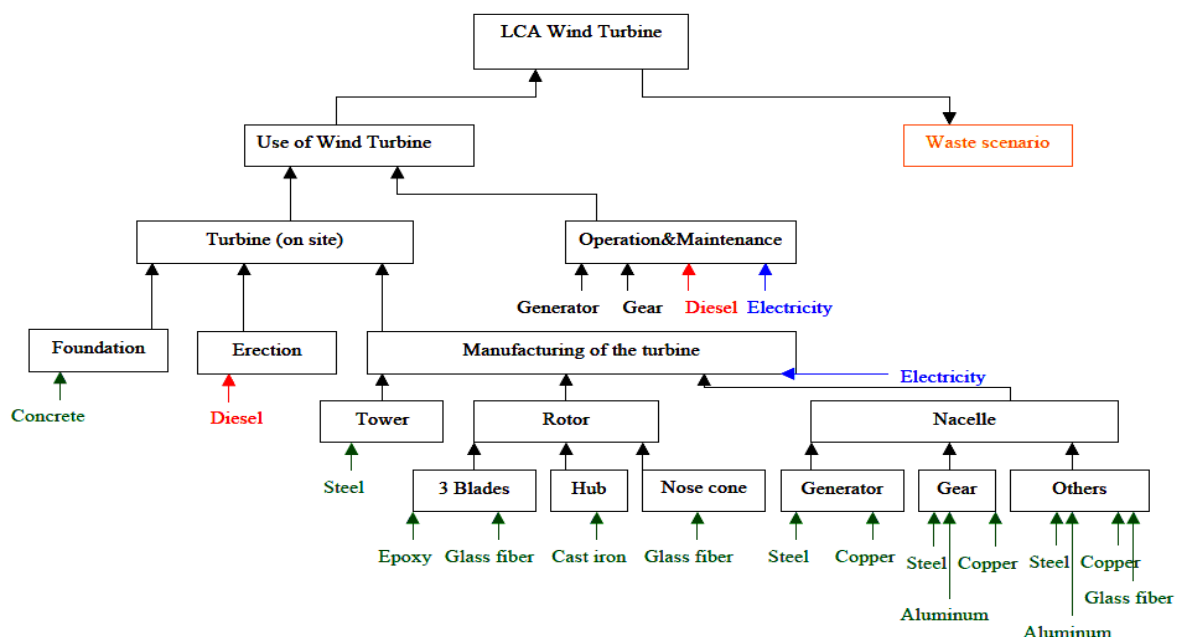 LCA Wind Turbine
Use of Wind Turbine
Waste scenario
Turbine (on site)
Operation&Maintenance
Generator
Gear
Diesel
Electricity
Foundation
Erection
Manufacturing of the turbine
Electricity
Concrete
Diesel
Tower
Rotor
Nacelle
Steel
3 Blades
Hub
Nose cone
Generator
Gear
Others
Epoxy
Glass fiber
Cast iron
Glass fiber
Steel
Copper
Steel
Copper
Steel
Copper
Glass fiber
Aluminum
Aluminum